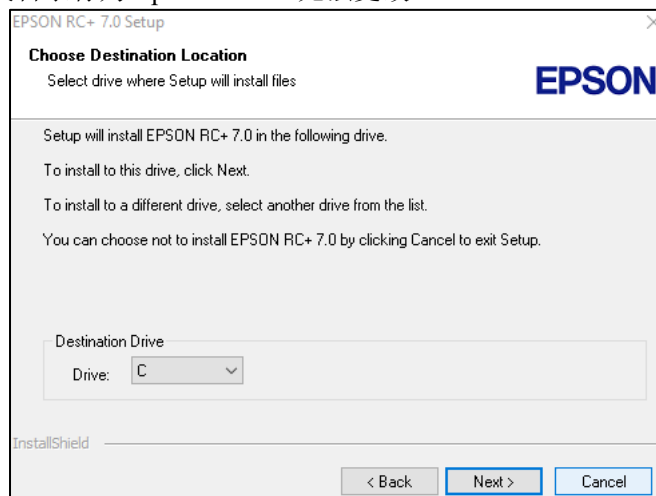 EPSON RC+ 7.0 Setup
Choose Destination Location
Select drive where Setup will install files
EPSON
Setup will install EPSON RC+ 7.0 in the following drive.
To install to this drive, click Next.
To install to a different drive, select another drive from the list.
You can choose not to install EPSON RC+ 7.0 by clicking Cancel to exit Setup.
Destination Drive
Drive: C
InstallShield
< Back Next > Cancel